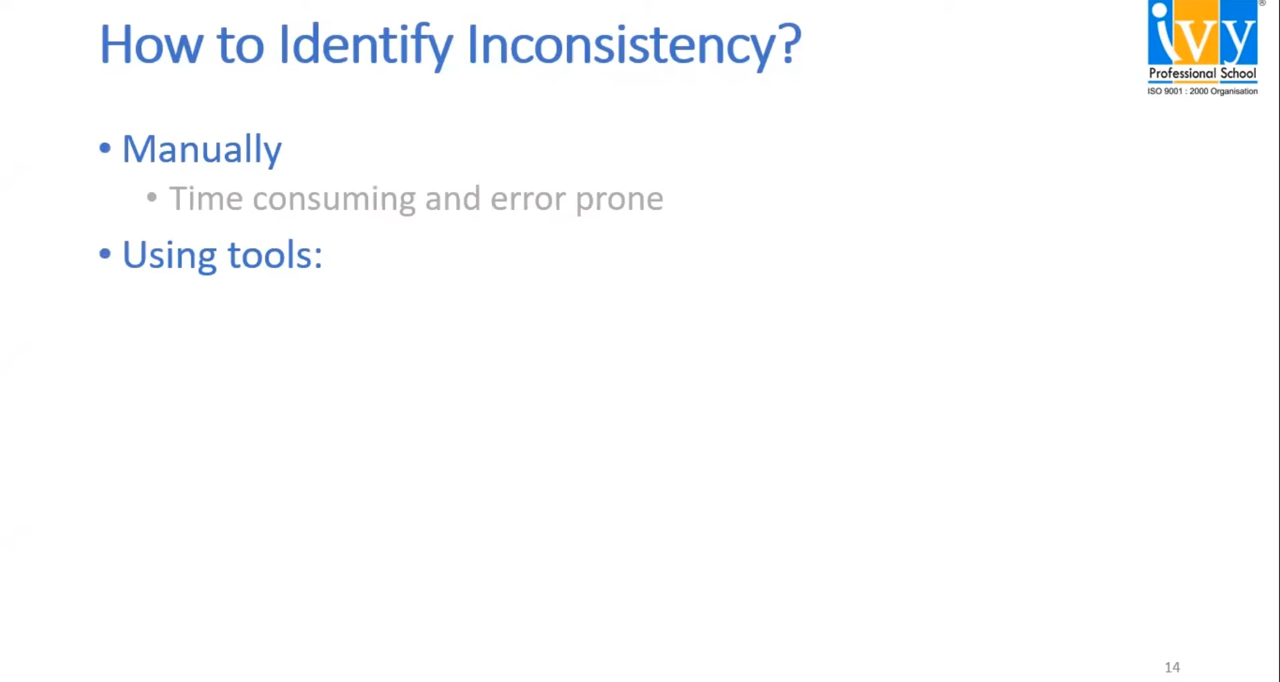 How to Identify Inconsistency?
ivy
®
Professional School
ISO 9001 : 2000 Organisation
• Manually
• Time consuming and error prone
• Using tools:
14